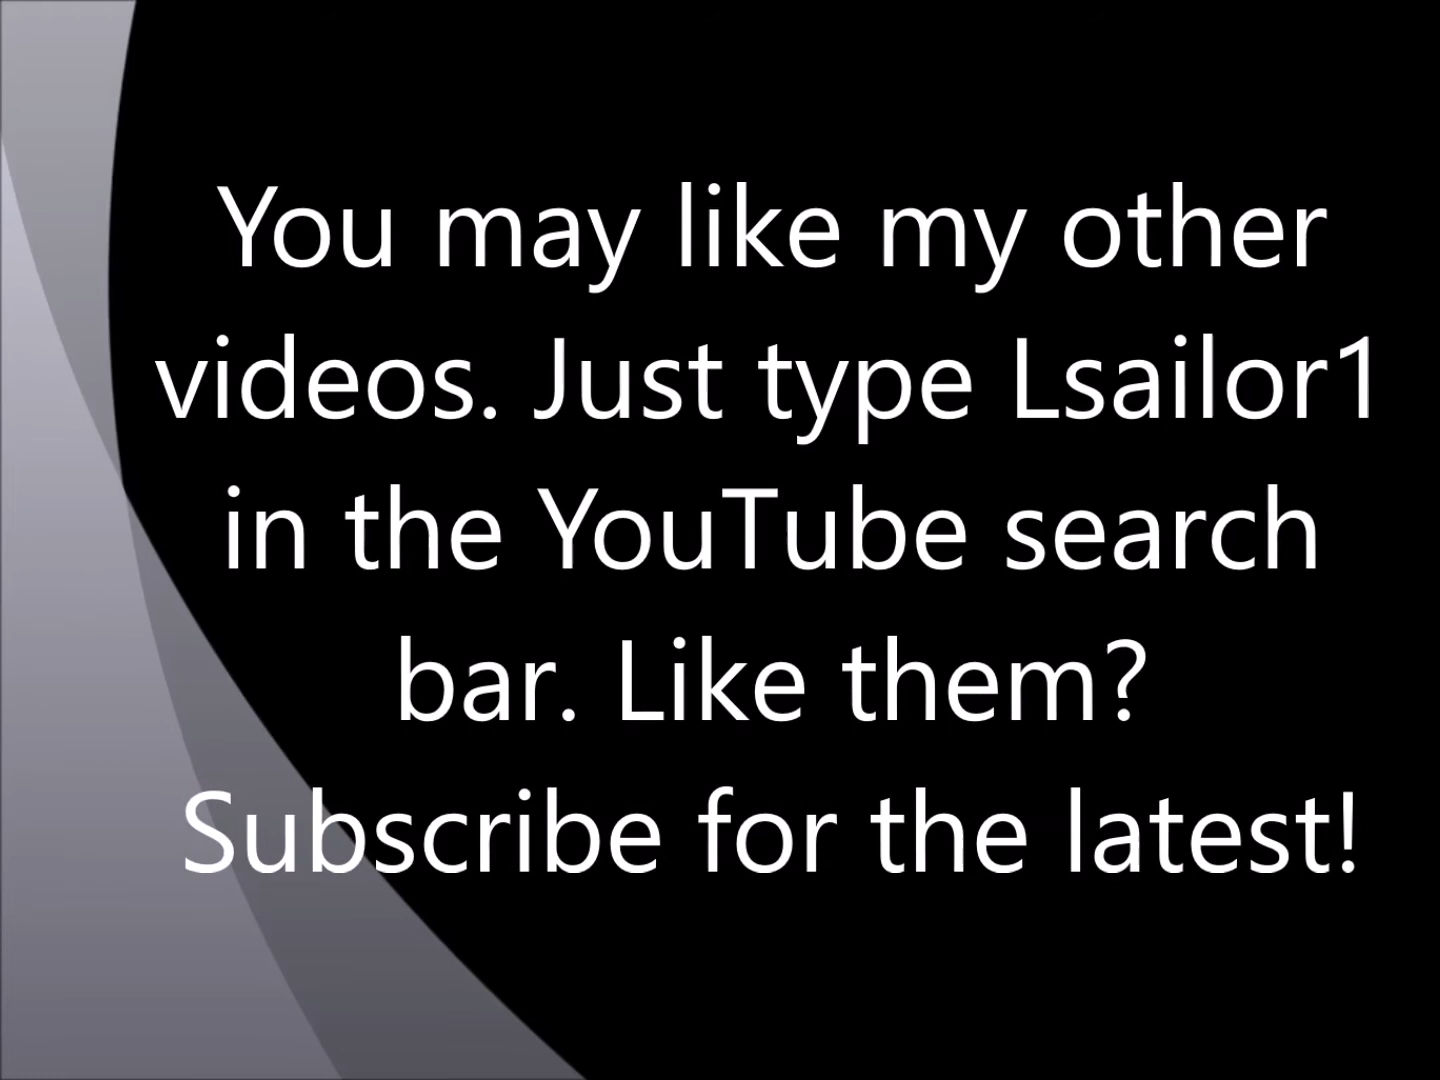 You may like my other
videos. Just type Lsailor1
in the YouTube search
bar. Like them?
Subscribe for the latest!